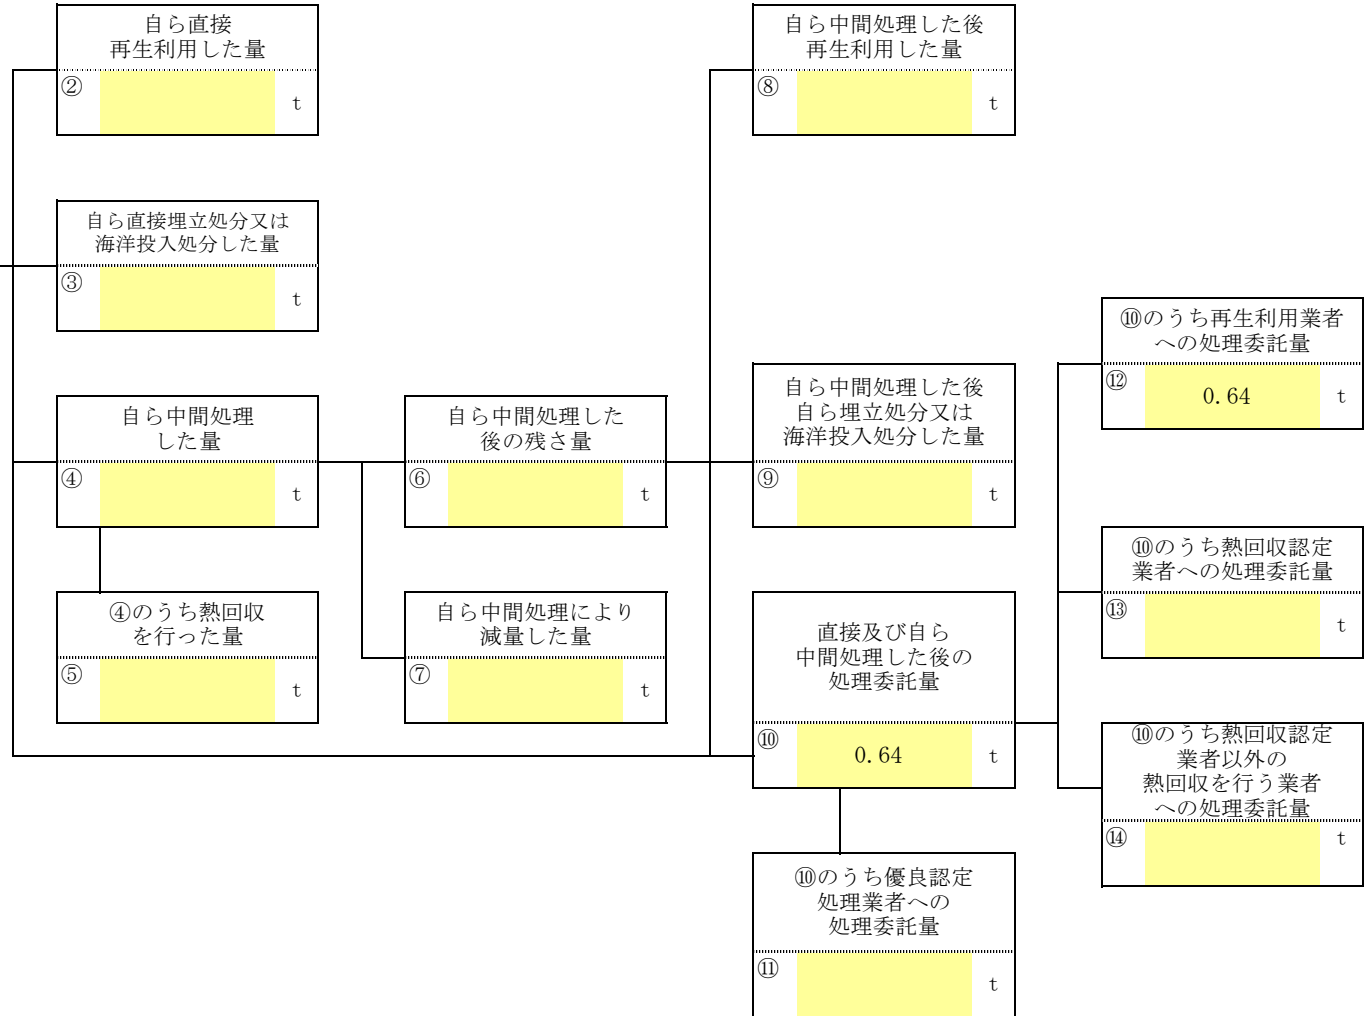 自ら直接
再生利用した量
②
t
自ら中間処理した後
再生利用した量
⑧
t
自ら直接埋立処分又は
海洋投入処分した量
③
t
⑩のうち再生利用業者
への処理委託量
⑫
0.64
t
自ら中間処理
した量
④
t
自ら中間処理した
後の残さ量
⑥
t
自ら中間処理した後
自ら埋立処分又は
海洋投入処分した量
⑨
t
⑩のうち熱回収認定
業者への処理委託量
⑬
t
④のうち熱回収
を行った量
⑤
t
自ら中間処理により
減量した量
⑦
t
直接及び自ら
中間処理した後の
処理委託量
⑩
0.64
t
⑩のうち熱回収認定
業者以外の
熱回収を行う業者
への処理委託量
⑭
t
⑩のうち優良認定
処理業者への
処理委託量
⑪
t